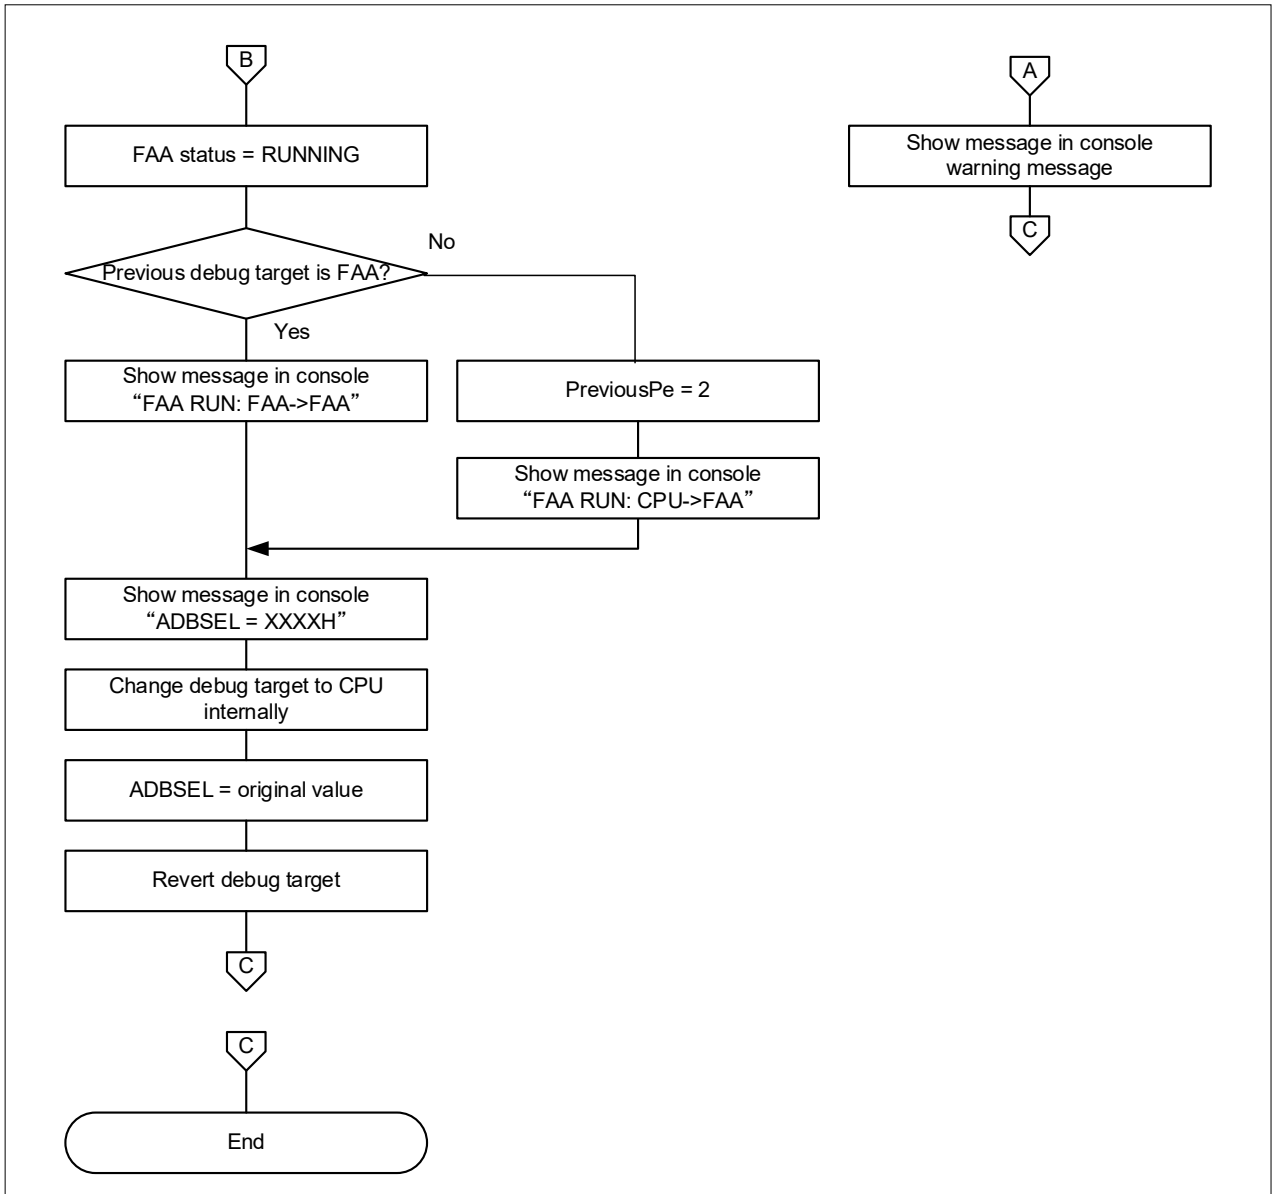 B
A
FAA status = RUNNING
Show message in console
warning message
C
No
Previous debug target is FAA?
Yes
Show message in console
“FAA RUN: FAA->FAA”
PreviousPe = 2
Show message in console
“FAA RUN: CPU->FAA”
Show message in console
“ADBSEL = XXXXH”
Change debug target to CPU
internally
ADBSEL = original value
Revert debug target
C
C
End